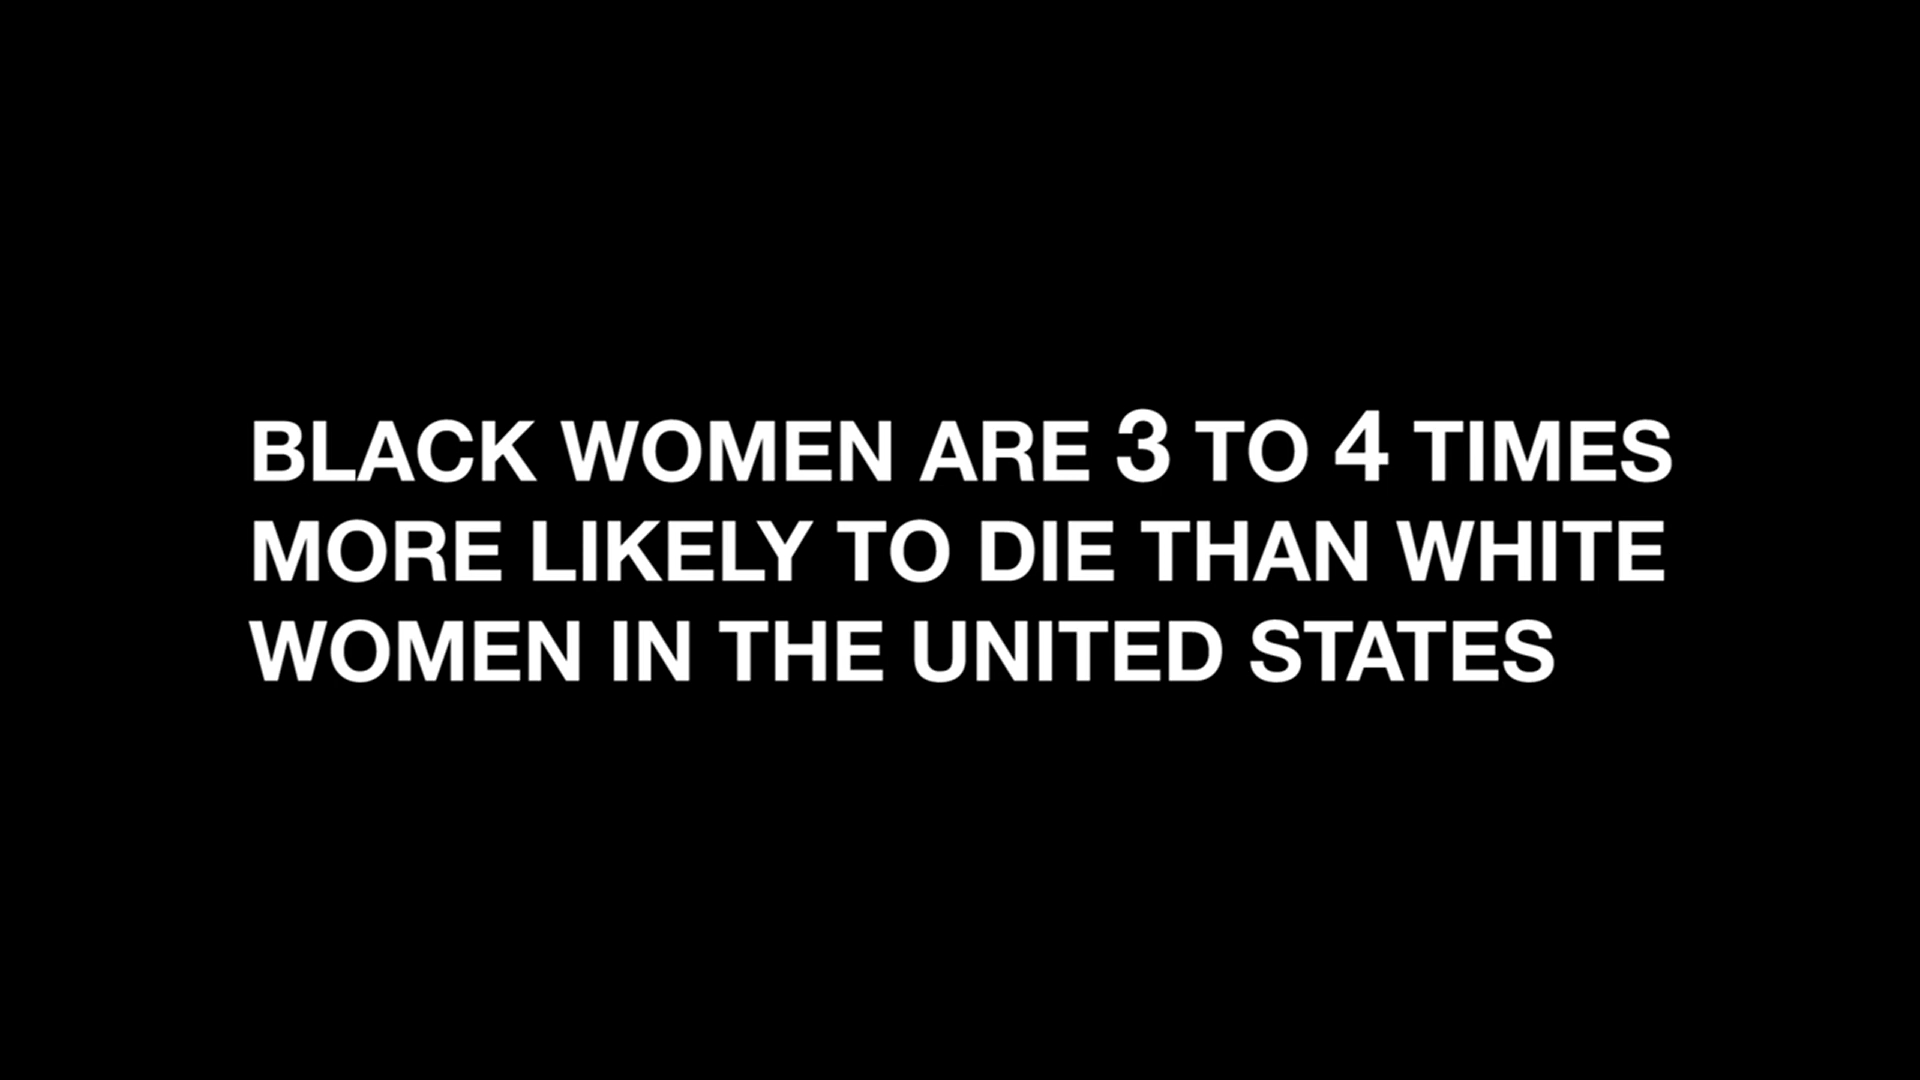 BLACK WOMEN ARE 3 TO 4 TIMES
MORE LIKELY TO DIE THAN WHITE
WOMEN IN THE UNITED STATES